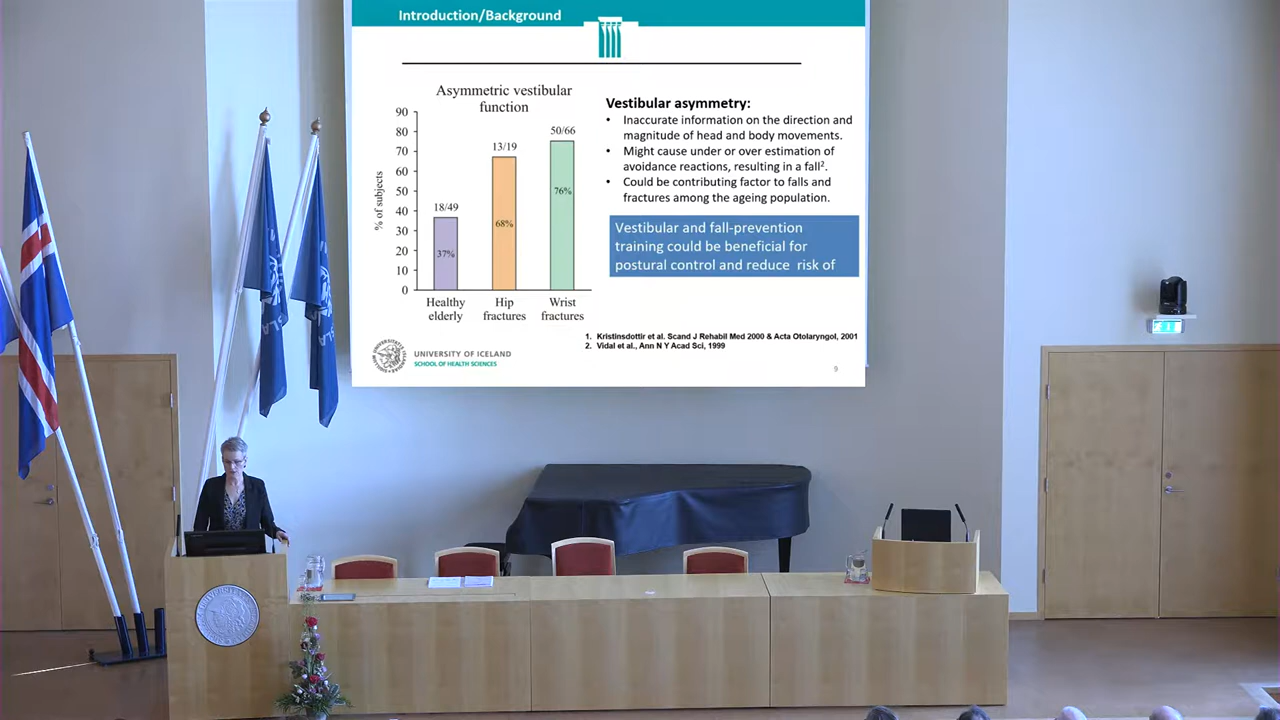 Introduction/Background
Asymmetric vestibular
function
90
80
70
60
50
40
30
20
10
0
% of subjects
18/49
37%
13/19
68%
50/66
76%
Healthy
elderly
Hip
fractures
Wrist
fractures
Vestibular asymmetry:
• Inaccurate information on the direction and
magnitude of head and body movements.
• Might cause under or over estimation of
avoidance reactions, resulting in a fall².
• Could be contributing factor to falls and
fractures among the ageing population.
Vestibular and fall-prevention
training could be beneficial for
postural control and reduce risk of
1. Kristinsdottir et al. Scand J Rehabil Med 2000 & Acta Otolaryngol, 2001
2. Vidal et al., Ann N Y Acad Sci, 1999
UNIVERSITY OF ICELAND
SCHOOL OF HEALTH SCIENCES
9